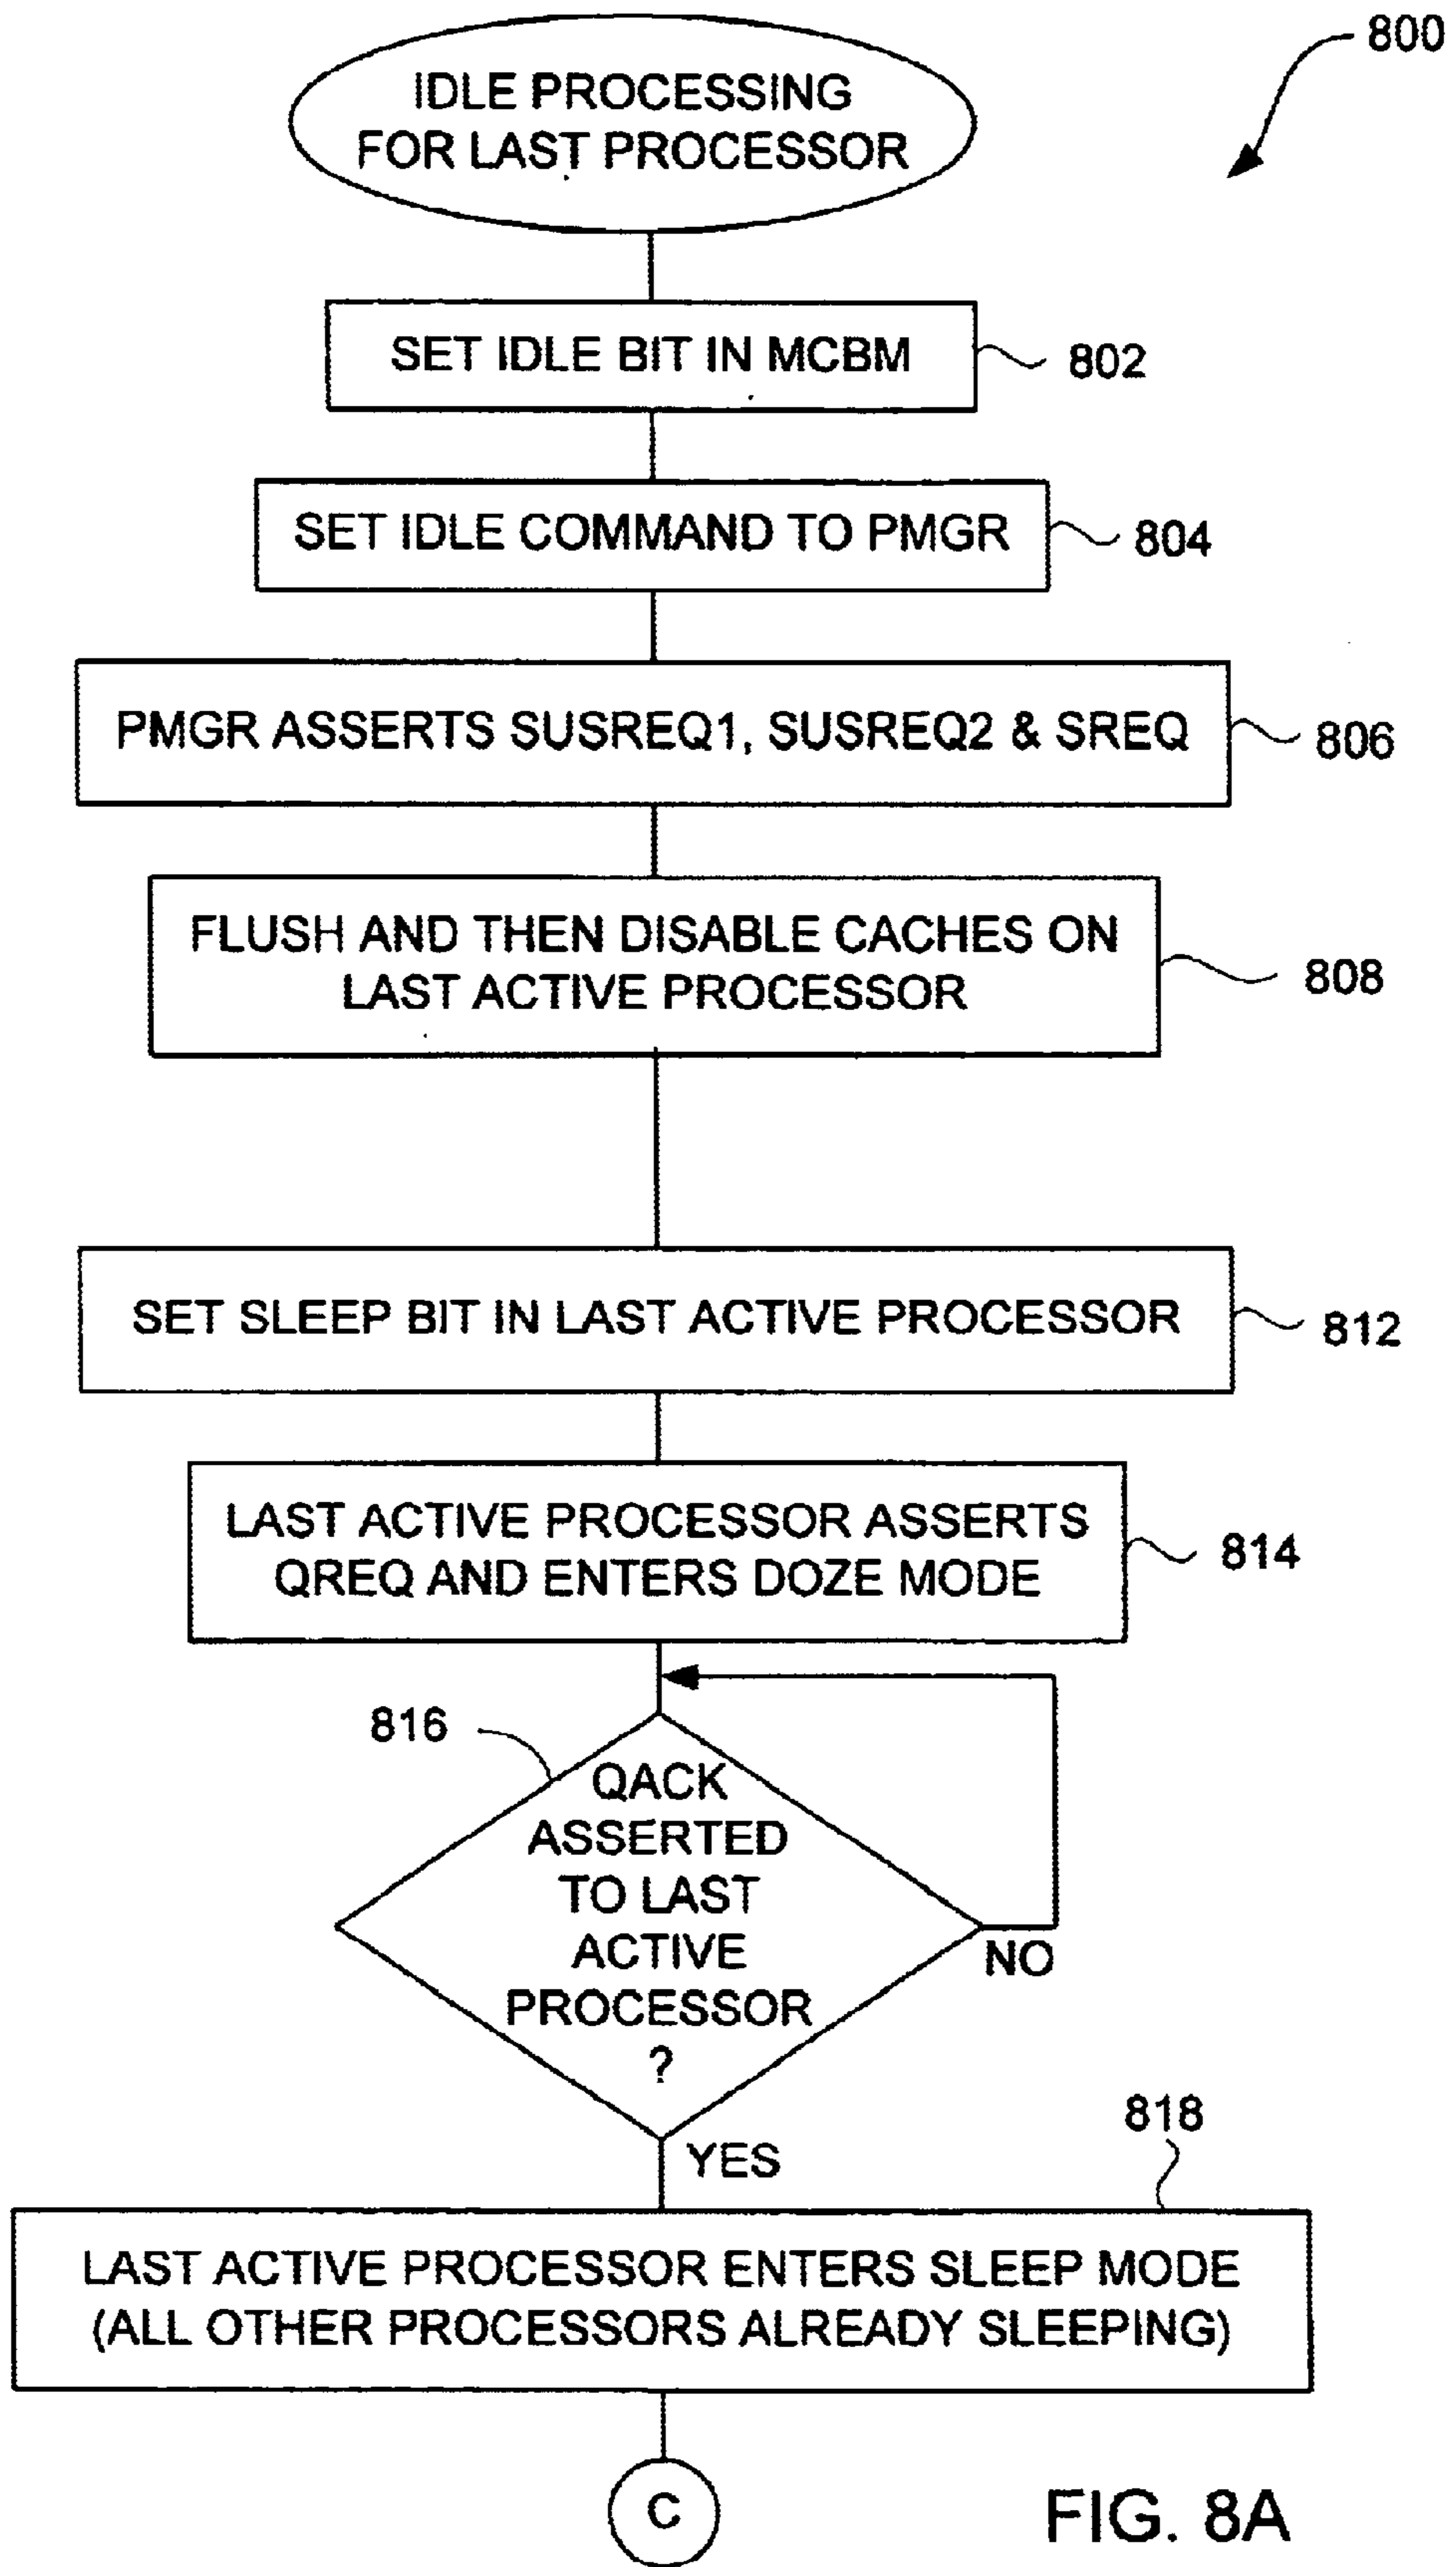 800
IDLE PROCESSING
FOR LAST PROCESSOR
SET IDLE BIT IN MCBM
802
SET IDLE COMMAND TO PMGR
804
PMGR ASSERTS SUSREQ1, SUSREQ2 & SREQ
806
FLUSH AND THEN DISABLE CACHES ON
LAST ACTIVE PROCESSOR
808
SET SLEEP BIT IN LAST ACTIVE PROCESSOR
812
LAST ACTIVE PROCESSOR ASSERTS
QREQ AND ENTERS DOZE MODE
814
816
QACK
ASSERTED
TO LAST
ACTIVE
PROCESSOR
?
NO
YES
818
LAST ACTIVE PROCESSOR ENTERS SLEEP MODE
(ALL OTHER PROCESSORS ALREADY SLEEPING)
C
FIG. 8A